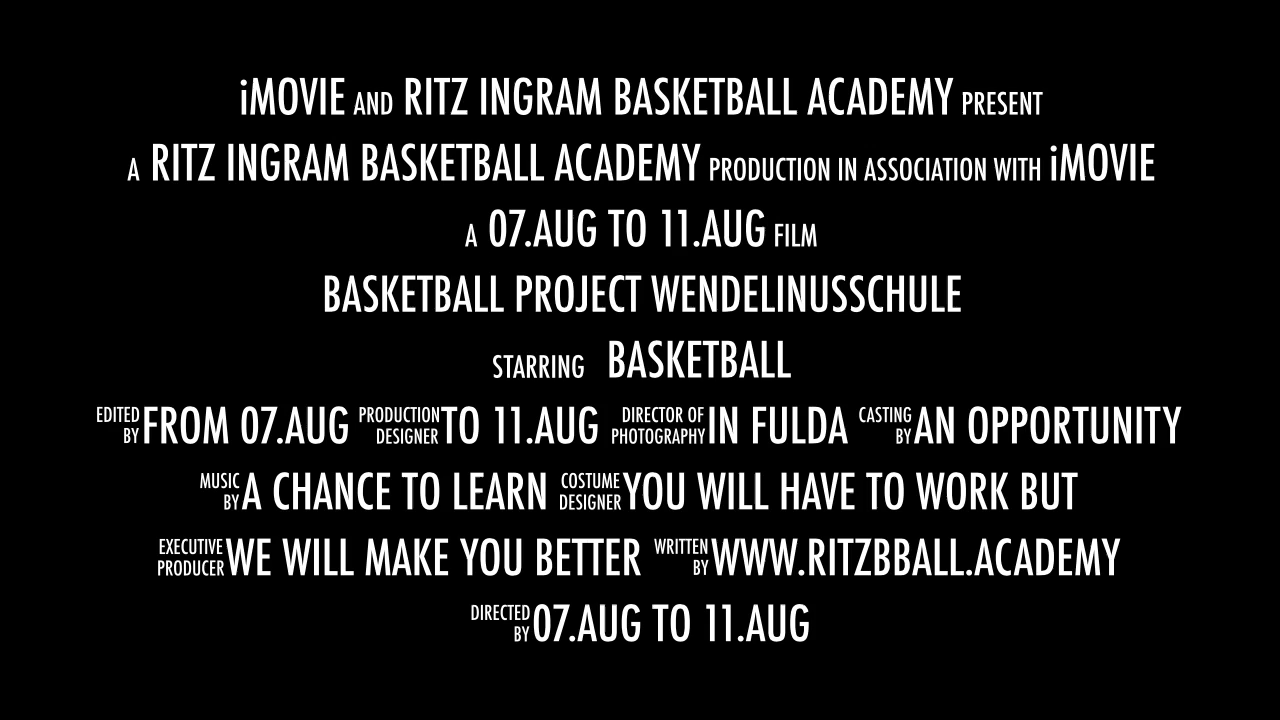 iMOVIE AND RITZ INGRAM BASKETBALL ACADEMY PRESENT
A RITZ INGRAM BASKETBALL ACADEMY PRODUCTION IN ASSOCIATION WITH iMOVIE
A 07.AUG TO 11.AUG FILM
BASKETBALL PROJECT WENDELINUSSCHULE
STARRING BASKETBALL
EDITED BY FROM 07.AUG PRODUCTION DESIGNER TO 11.AUG DIRECTOR OF PHOTOGRAPHY IN FULDA CASTING BY AN OPPORTUNITY
MUSIC BY A CHANCE TO LEARN COSTUME DESIGNER YOU WILL HAVE TO WORK BUT
EXECUTIVE PRODUCER WE WILL MAKE YOU BETTER WRITTEN BY WWW.RITZBBALL.ACADEMY
DIRECTED BY 07.AUG TO 11.AUG